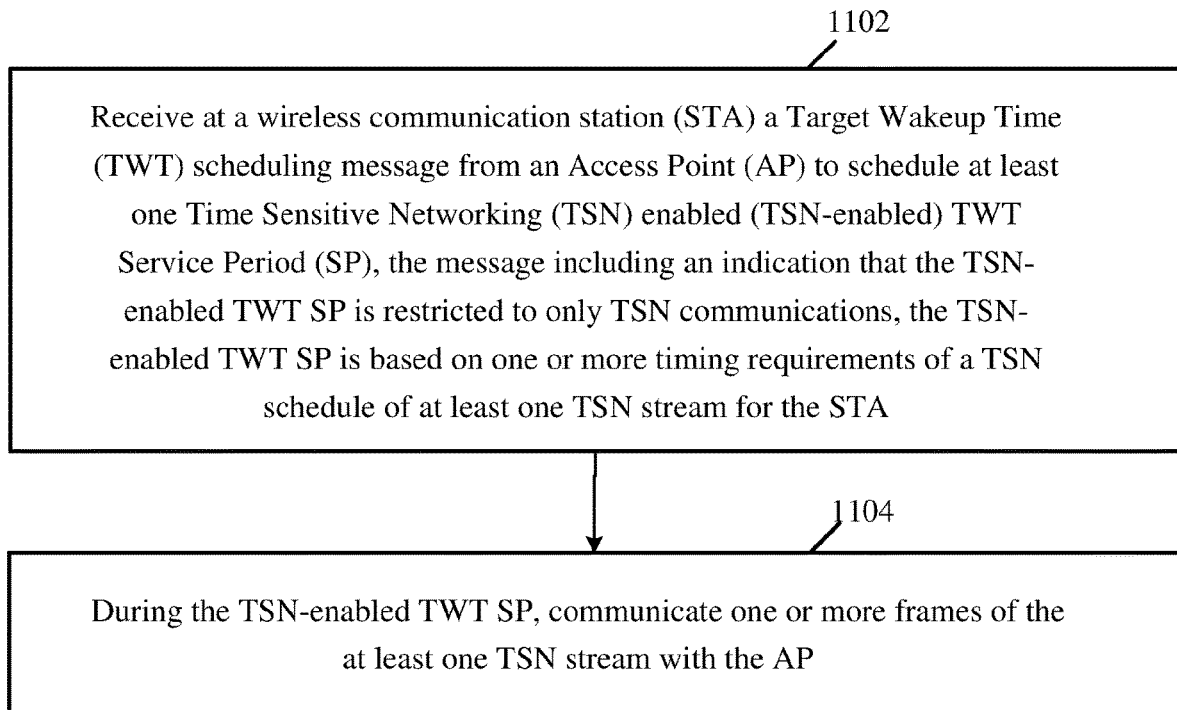 1102
Receive at a wireless communication station (STA) a Target Wakeup Time
(TWT) scheduling message from an Access Point (AP) to schedule at least
one Time Sensitive Networking (TSN) enabled (TSN-enabled) TWT
Service Period (SP), the message including an indication that the TSN-
enabled TWT SP is restricted to only TSN communications, the TSN-
enabled TWT SP is based on one or more timing requirements of a TSN
schedule of at least one TSN stream for the STA
1104
During the TSN-enabled TWT SP, communicate one or more frames of the
at least one TSN stream with the AP